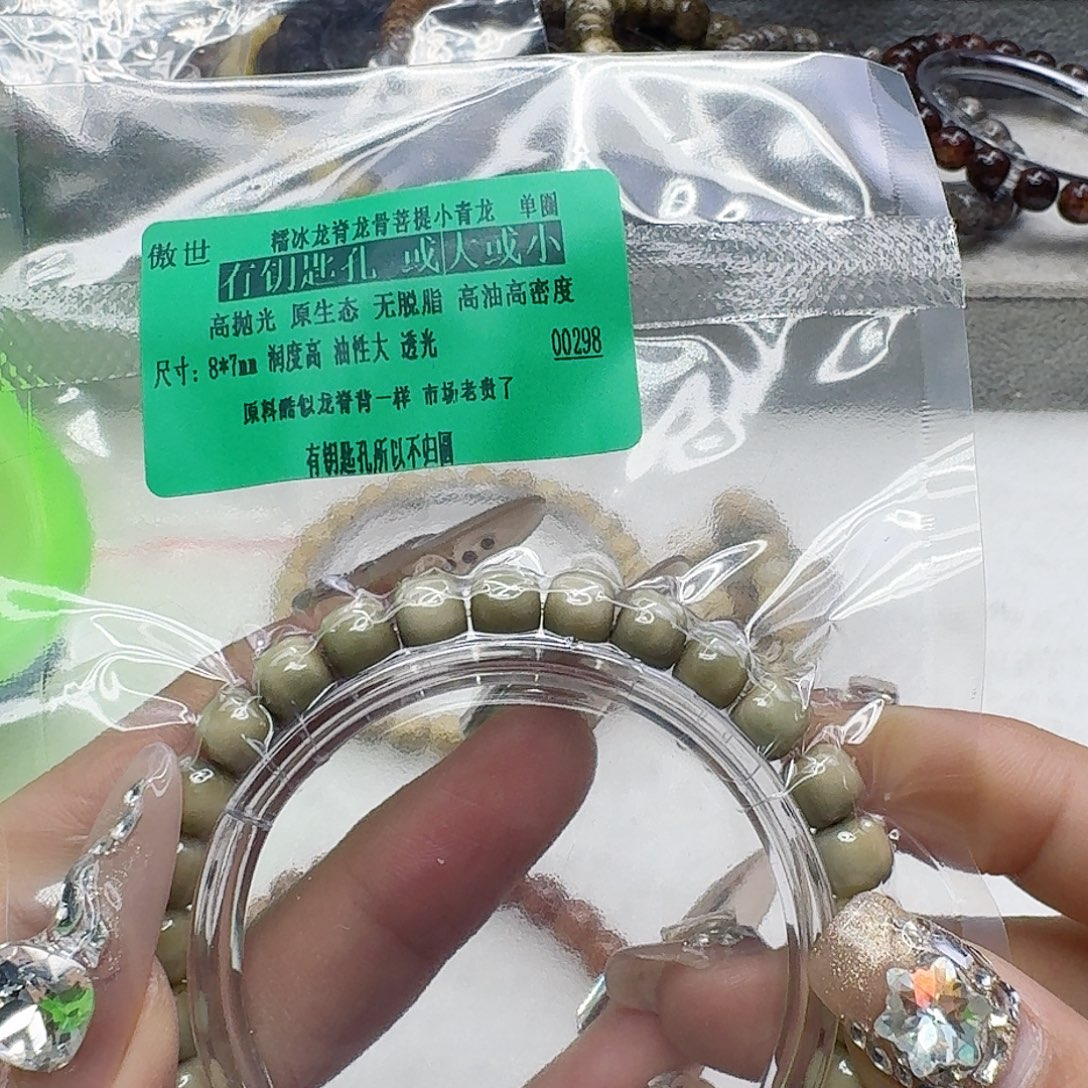 傲世 糯冰龙脊龙骨菩提小青龙 单圈
有钥匙孔 或大或小
高抛光 原生态 无脱脂 高油高密度
尺寸：8*7mm 润度高 油性大 透光 00298
原料酷似龙脊背一样 市场老贵了
有钥匙孔所以不归圆